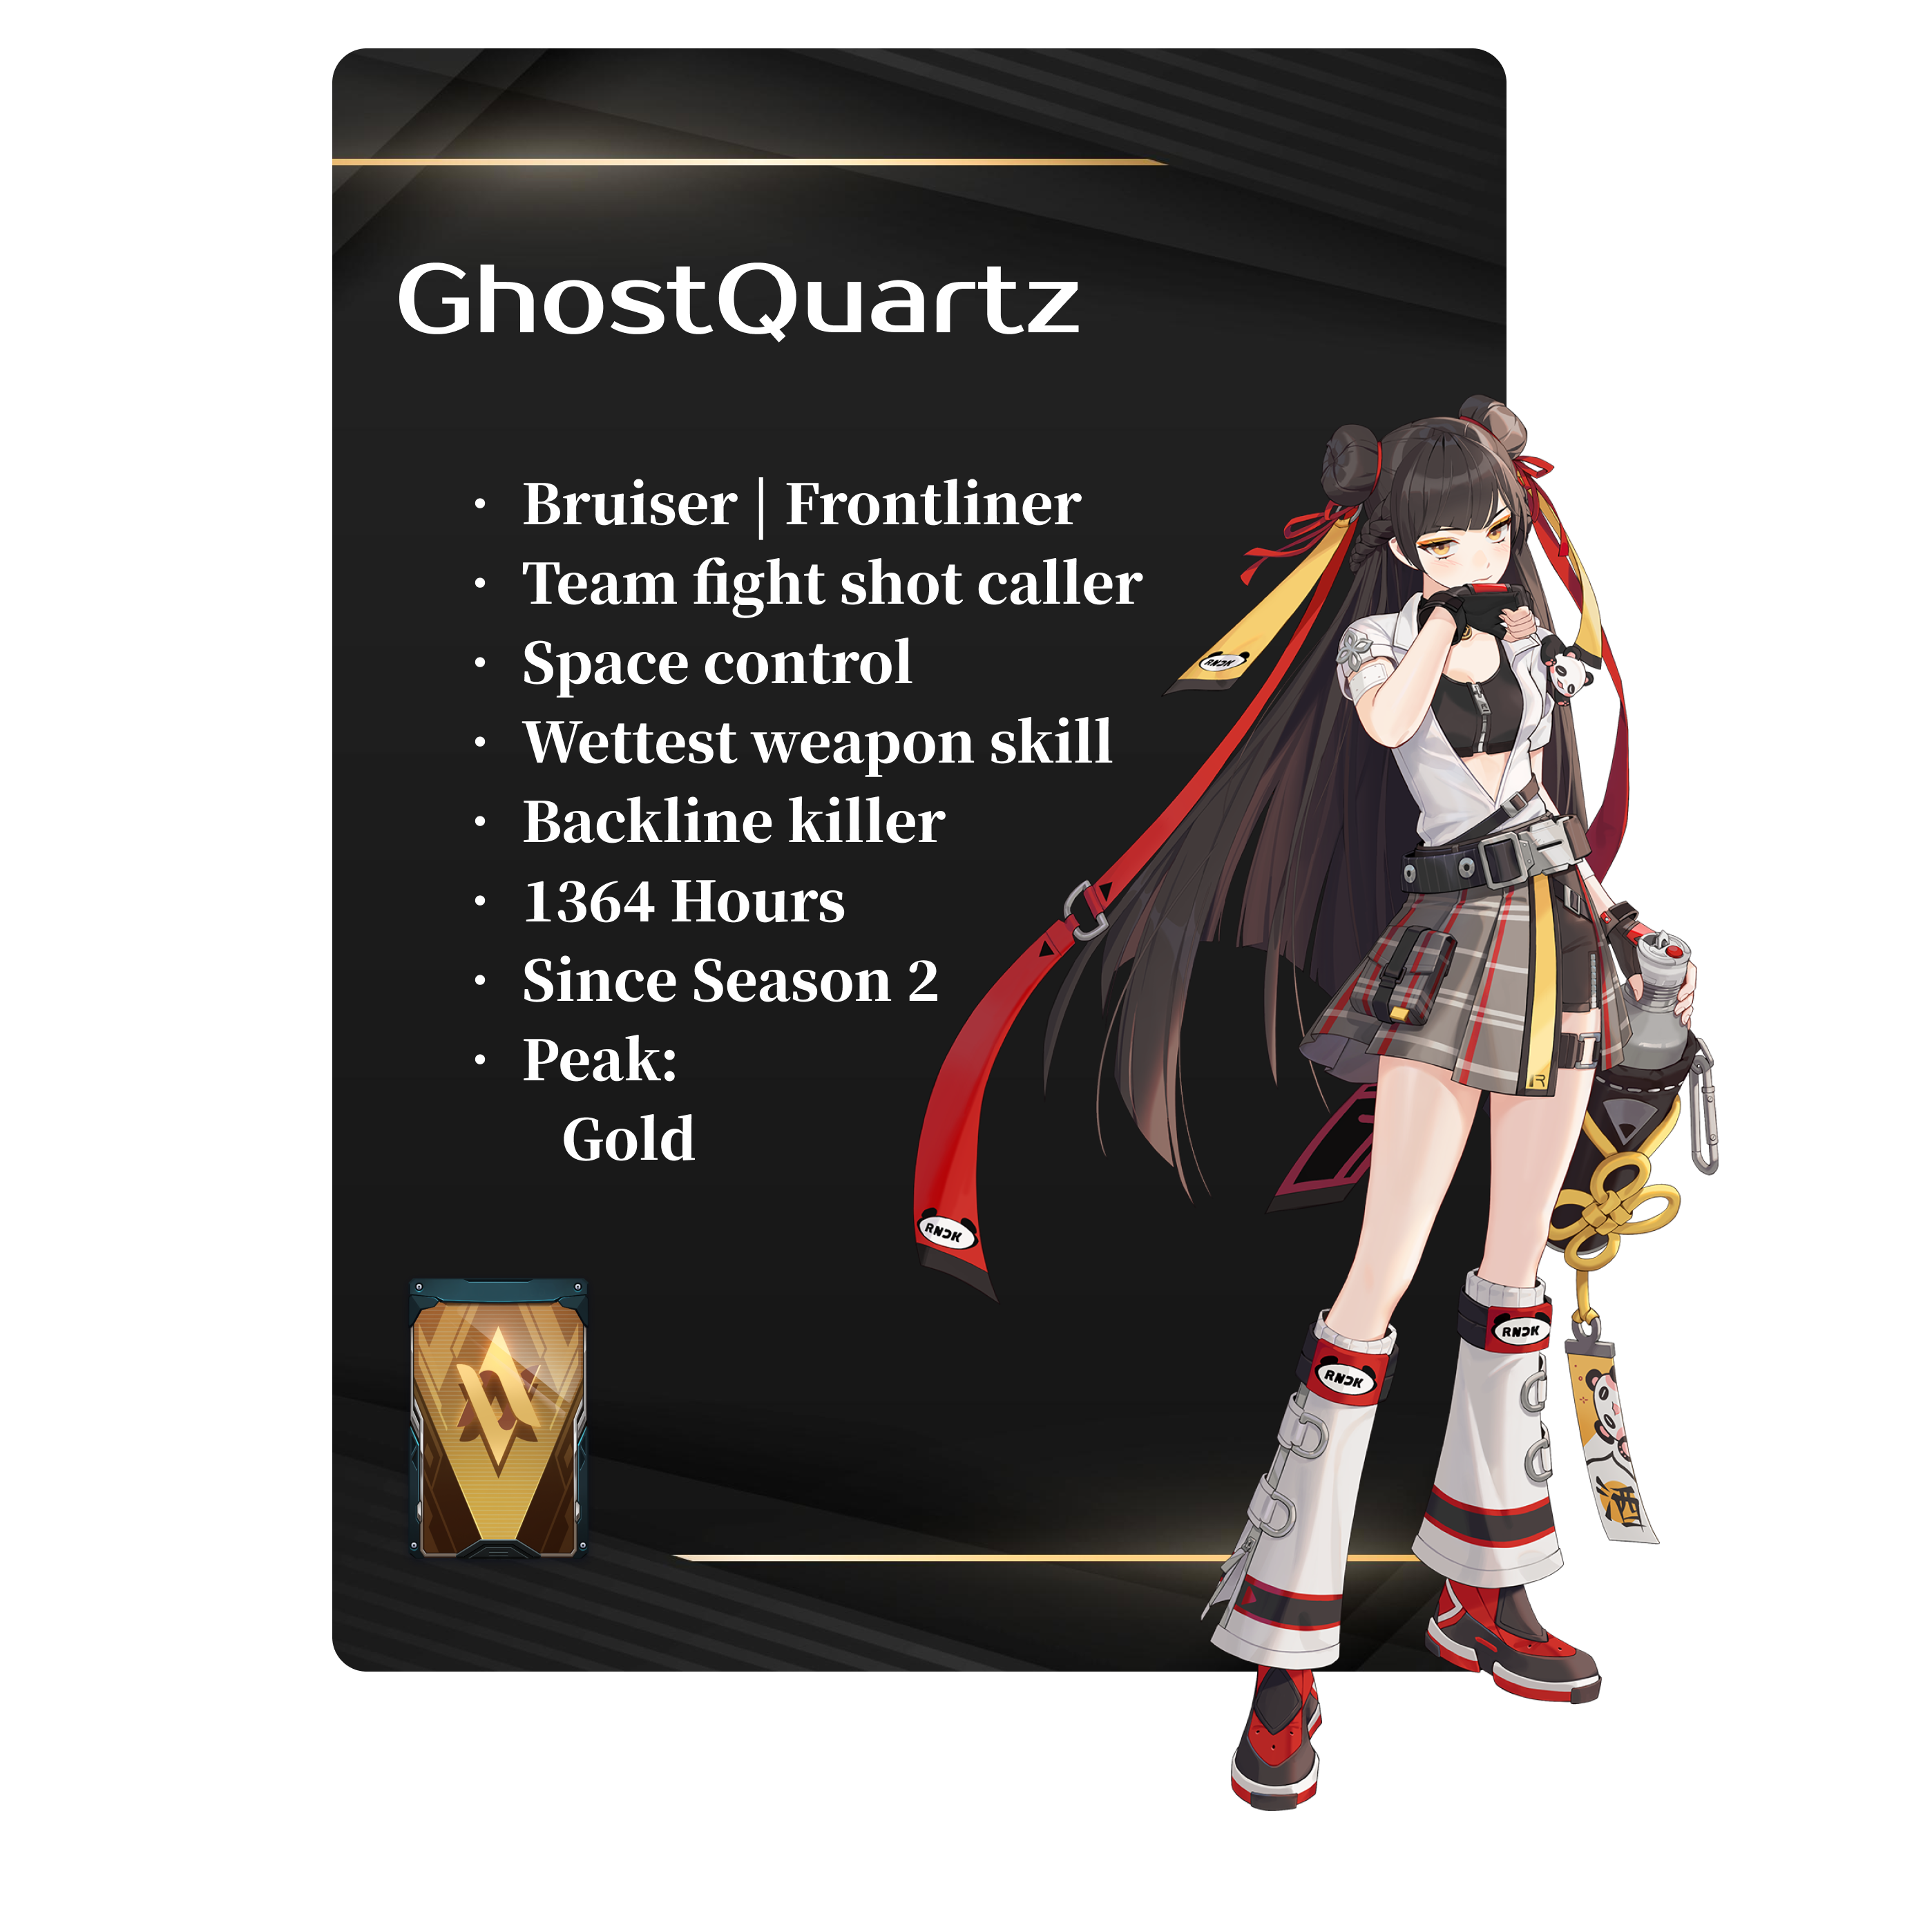 GhostQuartz
· Bruiser | Frontliner
· Team fight shot caller
· Space control
· Wettest weapon skill
· Backline killer
· 1364 Hours
· Since Season 2
· Peak:
Gold
RNDK
RNDK
RNDK
RNDK
R
酒